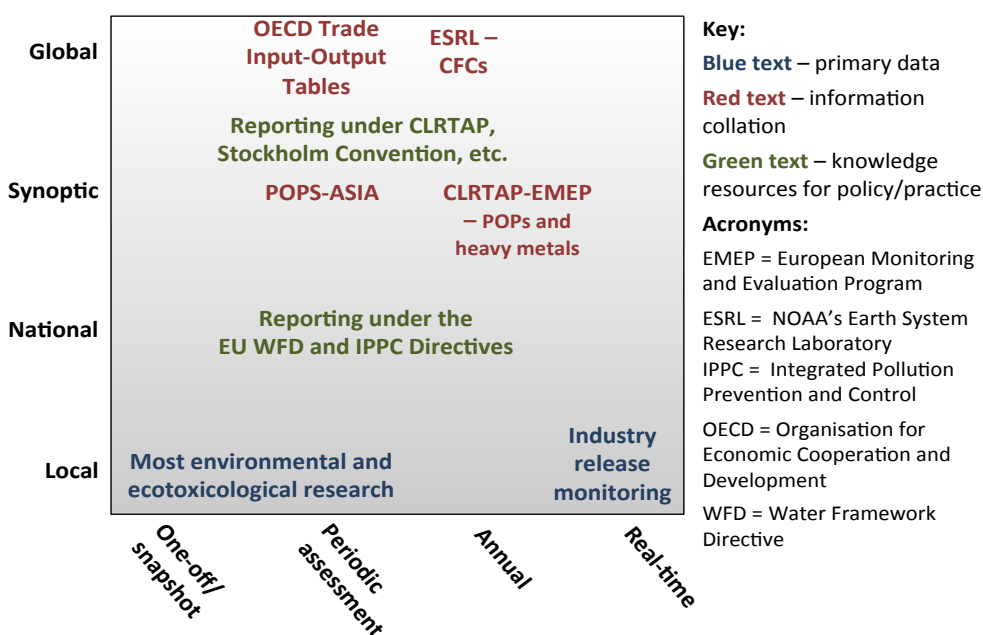 Global
OECD Trade
Input-Output
Tables
ESRL –
CFCs
Reporting under CLRTAP,
Stockholm Convention, etc.
Synoptic
POPS-ASIA
CLRTAP-EMEP
– POPs and
heavy metals
National
Reporting under the
EU WFD and IPPC Directives
Local
Most environmental and
ecotoxicological research
Industry
release
monitoring
One-off/
snapshot
Periodic
assessment
Annual
Real-time
Key:
Blue text – primary data
Red text – information
collation
Green text – knowledge
resources for policy/practice
Acronyms:
EMEP = European Monitoring
and Evaluation Program
ESRL = NOAA's Earth System
Research Laboratory
IPPC = Integrated Pollution
Prevention and Control
OECD = Organisation for
Economic Cooperation and
Development
WFD = Water Framework
Directive